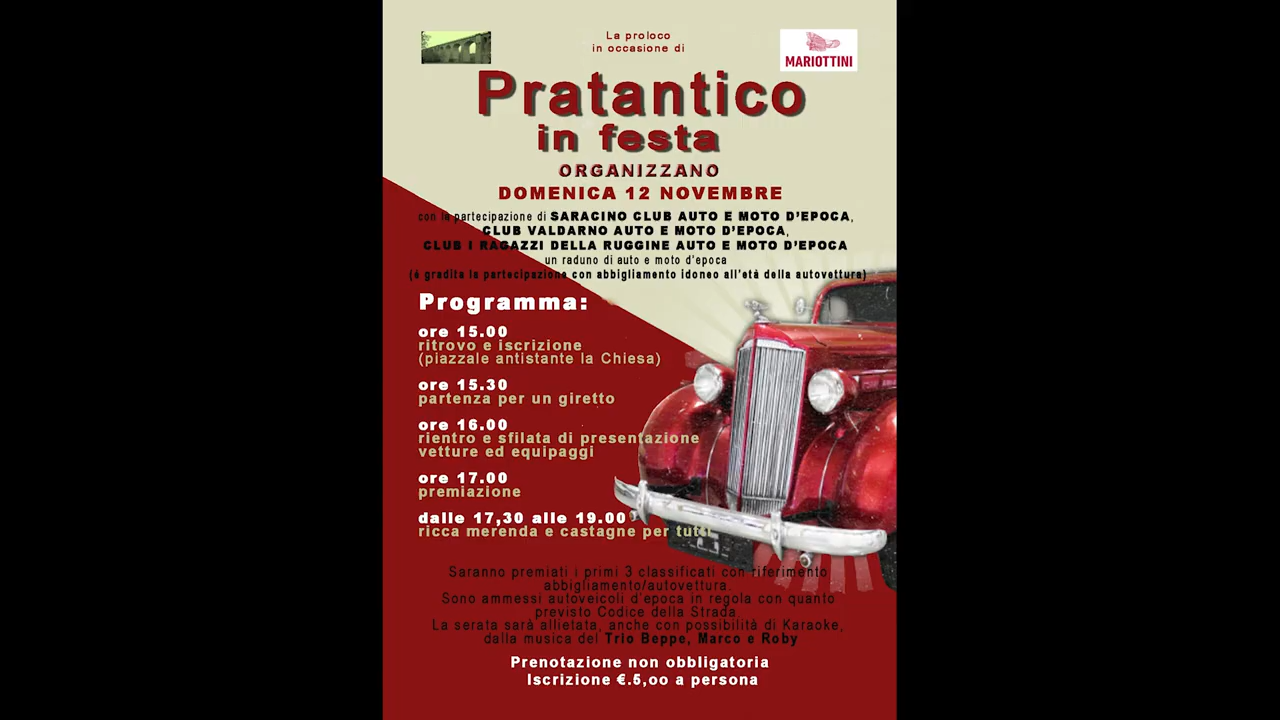 La proloco
in occasione di
MARIOTTINI
Pratantico
in festa
ORGANIZZANO
DOMENICA 12 NOVEMBRE
con la partecipazione di SARACINO CLUB AUTO E MOTO D'EPOCA,
CLUB VALDARNO AUTO E MOTO D'EPOCA,
CLUB I RAGAZZI DELLA RUGGINE AUTO E MOTO D'EPOCA
un raduno di auto e moto d'epoca
(è gradita la partecipazione con abbigliamento idoneo all'età della autovettura)
Programma:
ore 15.00
ritrovo e iscrizione
(piazzale antistante la Chiesa)
ore 15.30
partenza per un giretto
ore 16.00
rientro e sfilata di presentazione
vetture ed equipaggi
ore 17.00
premiazione
dalle 17,30 alle 19.00
ricca merenda e castagne per tutti
Saranno premiati i primi 3 classificati con riferimento
abbigliamento/autovettura.
Sono ammessi autoveicoli d'epoca in regola con quanto
previsto Codice della Strada.
La serata sarà allietata, anche con possibilità di Karaoke,
dalla musica del Trio Beppe, Marco e Roby
Prenotazione non obbligatoria
Iscrizione €.5,oo a persona